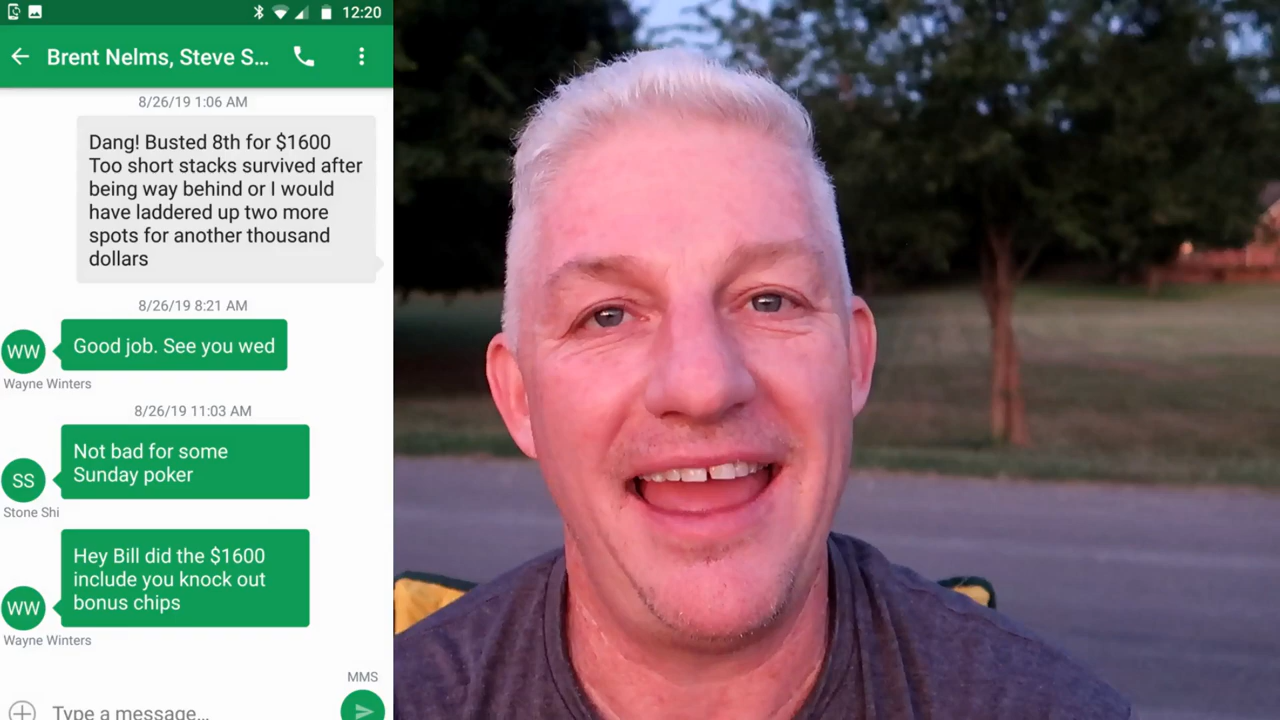 12:20
Brent Nelms, Steve S...
8/26/19 1:06 AM
Dang! Busted 8th for $1600
Too short stacks survived after
being way behind or I would
have laddered up two more
spots for another thousand
dollars
8/26/19 8:21 AM
WW
Good job. See you wed
Wayne Winters
8/26/19 11:03 AM
Not bad for some
Sunday poker
SS
Stone Shi
Hey Bill did the $1600
include you knock out
bonus chips
WW
Wayne Winters
MMS
Type a message...